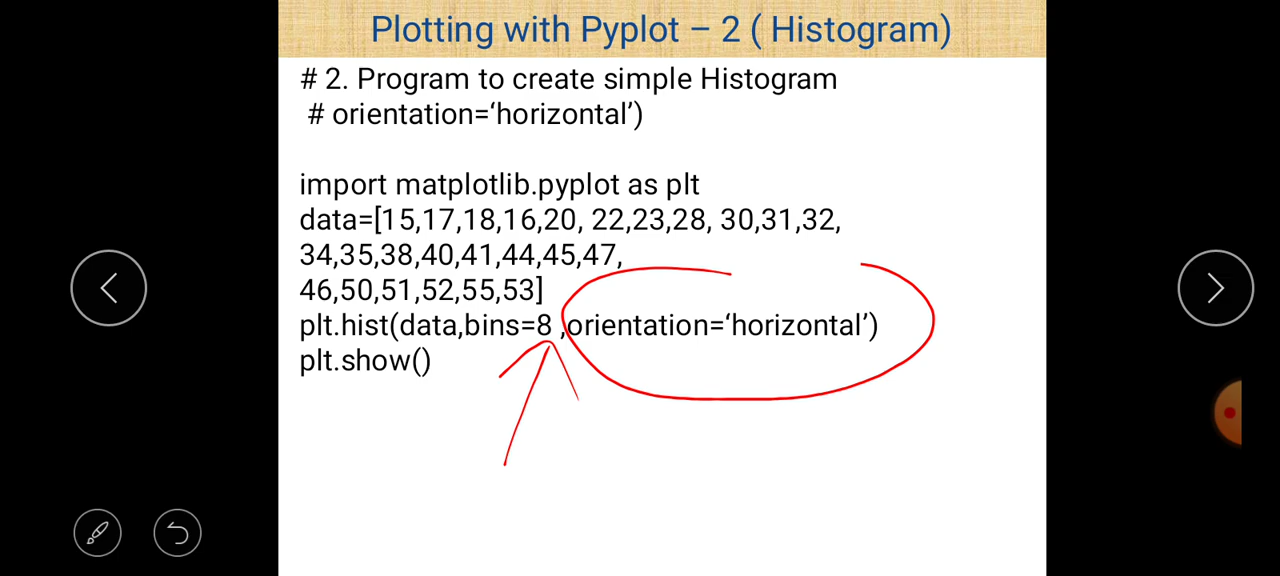 Plotting with Pyplot – 2 ( Histogram)
# 2. Program to create simple Histogram
# orientation=‘horizontal’)
import matplotlib.pyplot as plt
data=[15,17,18,16,20, 22,23,28, 30,31,32,
34,35,38,40,41,44,45,47,
46,50,51,52,55,53]
plt.hist(data,bins=8 ,orientation=‘horizontal’)
plt.show()